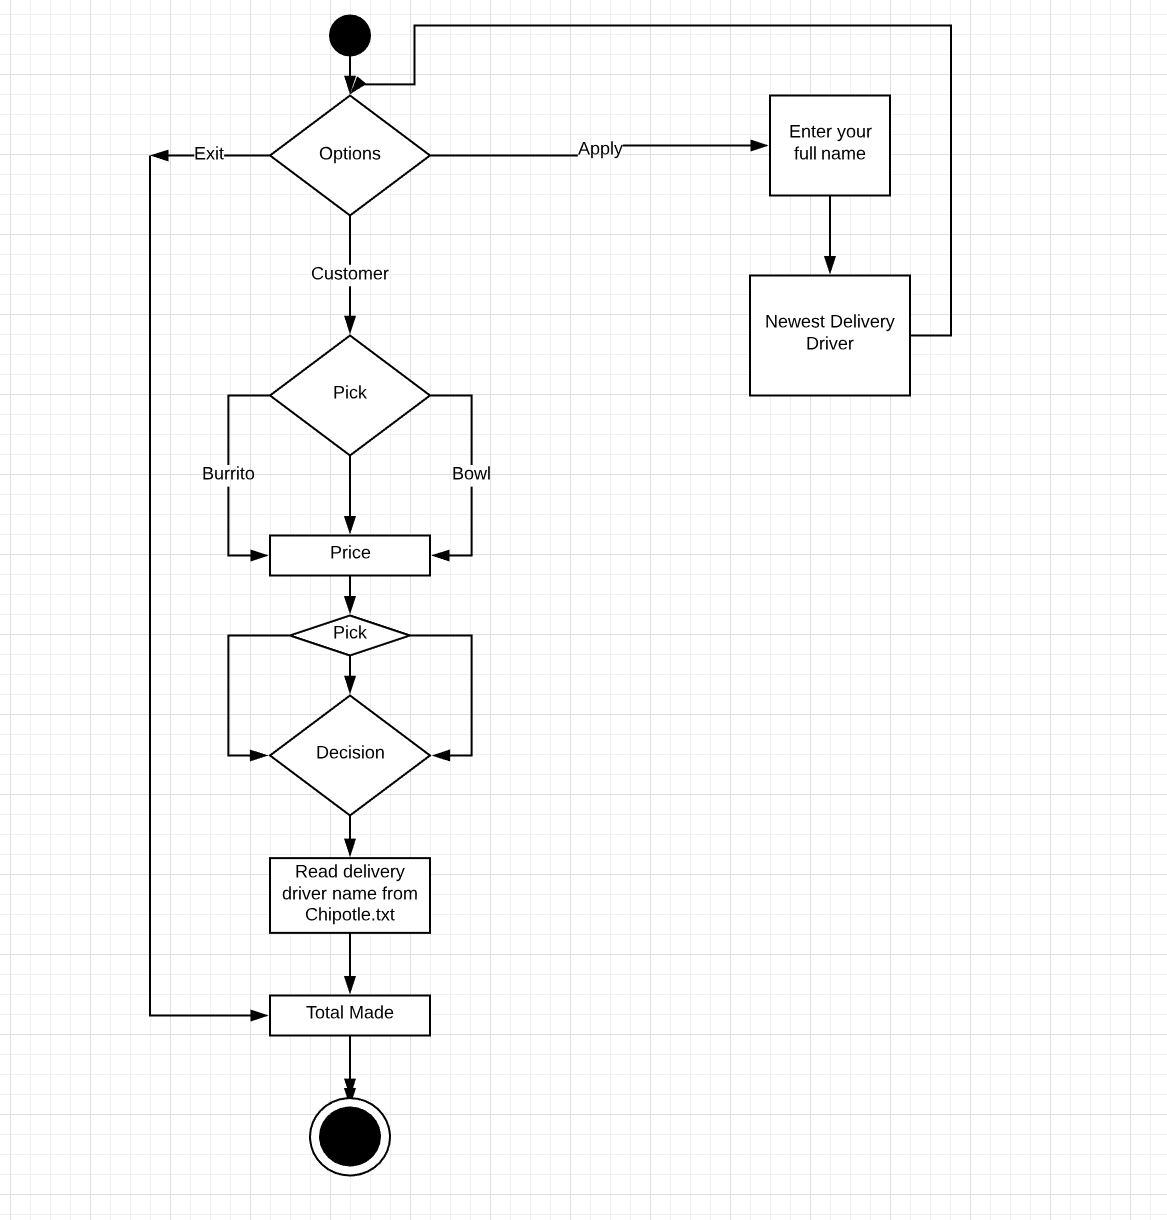 Exit
Options
Apply
Enter your
full name
Customer
Newest Delivery
Driver
Pick
Burrito
Bowl
Price
Pick
Decision
Read delivery
driver name from
Chipotle.txt
Total Made